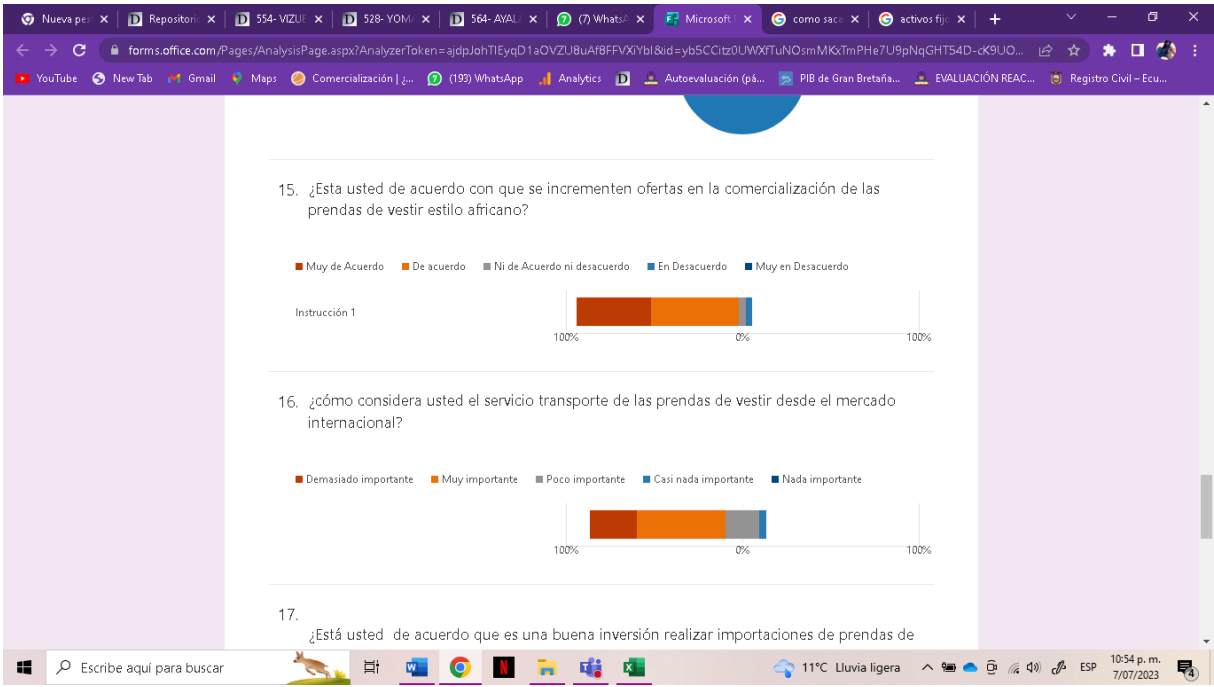 Nueva pes
Repositorio
554- VIZUE
528- YOM
564- AYAL
(7) WhatsA
Microsoft
como saca
activos fijo
forms.office.com/Pages/AnalysisPage.aspx?AnalyzerToken=ajdpJohTIEyqD1aOVZU8uAf8FFVXiYbI&id=yb5CCitz0UWXfTuNOsmMKxTmPHe7U9pNqGHT54D-cK9UO...
YouTube
New Tab
Gmail
Maps
Comercialización | ¿...
(193) WhatsApp
Analytics
Autoevaluación (pá...
PIB de Gran Bretaña...
EVALUACIÓN REAC...
Registro Civil – Ecu...
15. ¿Esta usted de acuerdo con que se incrementen ofertas en la comercialización de las
prendas de vestir estilo africano?
Muy de Acuerdo De acuerdo Ni de Acuerdo ni desacuerdo En Desacuerdo Muy en Desacuerdo
Instrucción 1
100% 0% 100%
16. ¿cómo considera usted el servicio transporte de las prendas de vestir desde el mercado
internacional?
Demasiado importante Muy importante Poco importante Casi nada importante Nada importante
100% 0% 100%
17.
¿Está usted de acuerdo que es una buena inversión realizar importaciones de prendas de
Escribe aquí para buscar
11°C Lluvia ligera
ESP
10:54 p. m.
7/07/2023
4